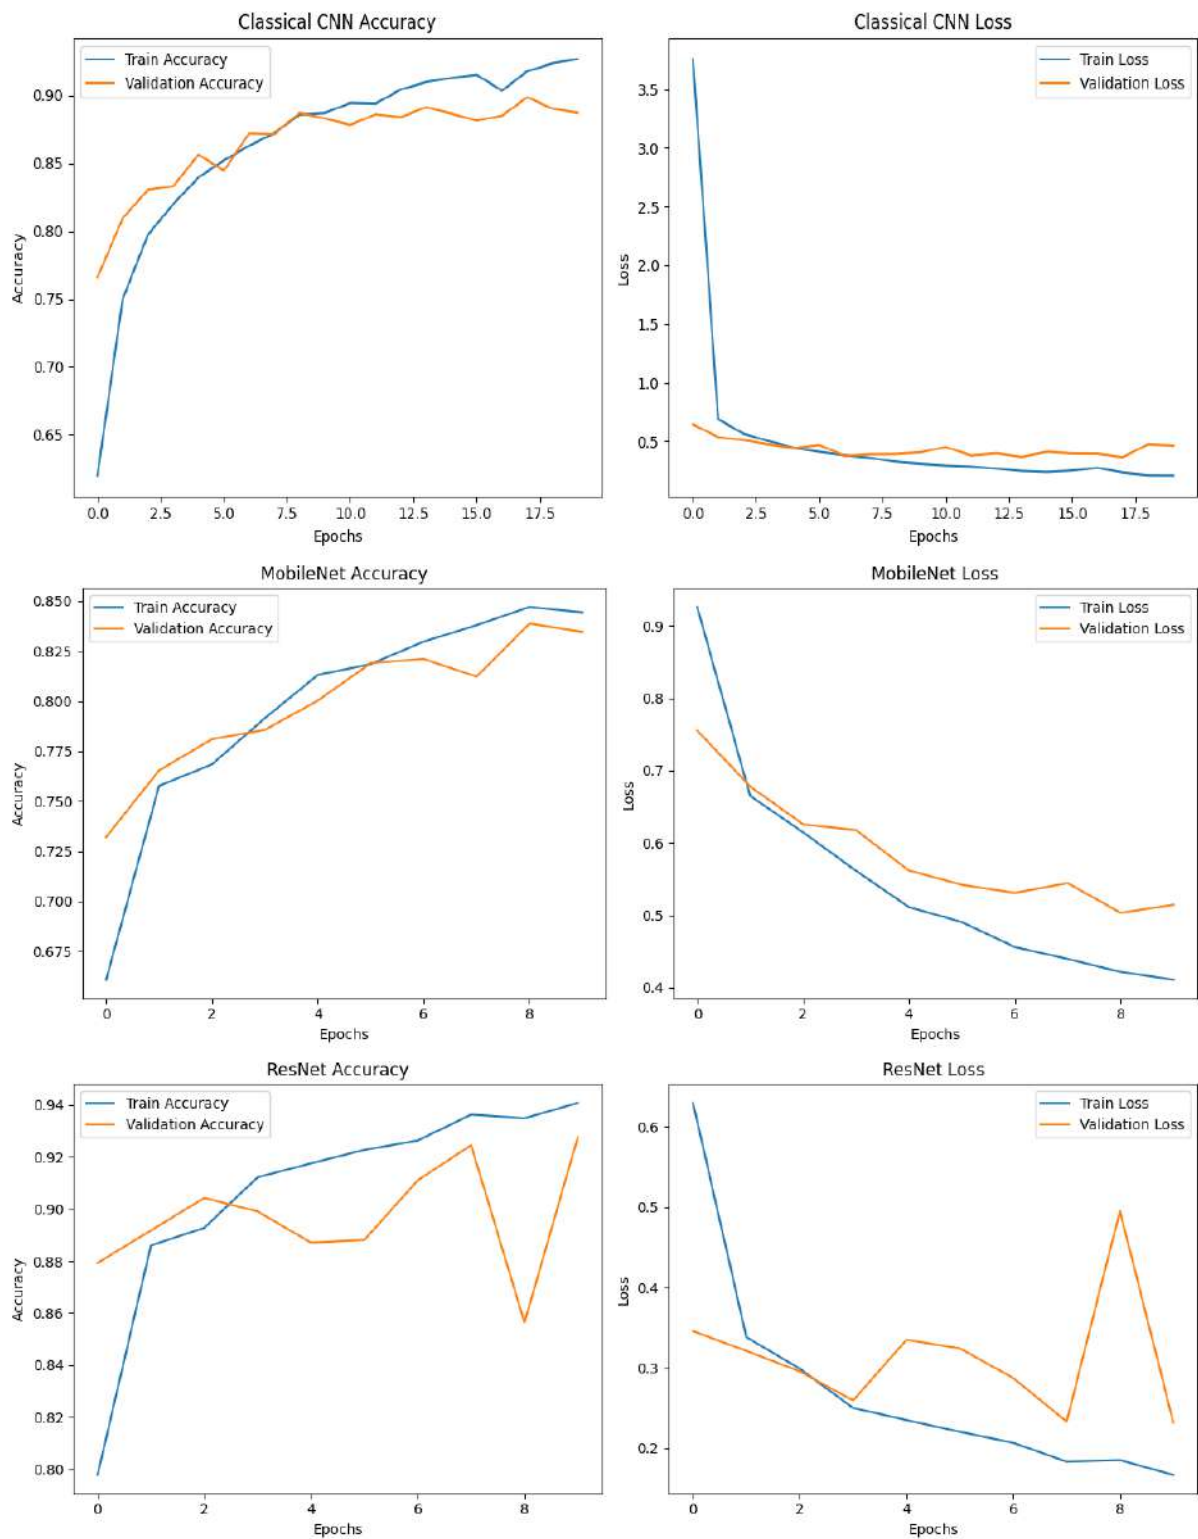 Classical CNN Accuracy
Train Accuracy
Validation Accuracy
0.90
0.85
0.80
0.75
0.70
0.65
Accuracy
0.0 2.5 5.0 7.5 10.0 12.5 15.0 17.5
Epochs
Classical CNN Loss
Train Loss
Validation Loss
3.5
3.0
2.5
2.0
1.5
1.0
0.5
Loss
0.0 2.5 5.0 7.5 10.0 12.5 15.0 17.5
Epochs
MobileNet Accuracy
Train Accuracy
Validation Accuracy
0.850
0.825
0.800
0.775
0.750
0.725
0.700
0.675
Accuracy
0 2 4 6 8
Epochs
MobileNet Loss
Train Loss
Validation Loss
0.9
0.8
0.7
0.6
0.5
0.4
Loss
0 2 4 6 8
Epochs
ResNet Accuracy
Train Accuracy
Validation Accuracy
0.94
0.92
0.90
0.88
0.86
0.84
0.82
0.80
Accuracy
0 2 4 6 8
Epochs
ResNet Loss
Train Loss
Validation Loss
0.6
0.5
0.4
0.3
0.2
Loss
0 2 4 6 8
Epochs